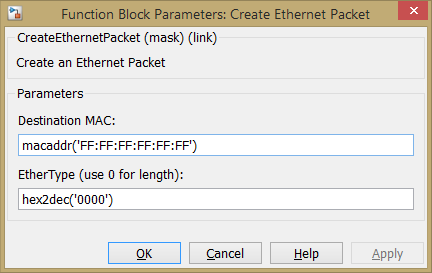 Function Block Parameters: Create Ethernet Packet
CreateEthernetPacket (mask) (link)
Create an Ethernet Packet
Parameters
Destination MAC:
macaddr('FF:FF:FF:FF:FF:FF')
EtherType (use 0 for length):
hex2dec('0000')
OK Cancel Help Apply